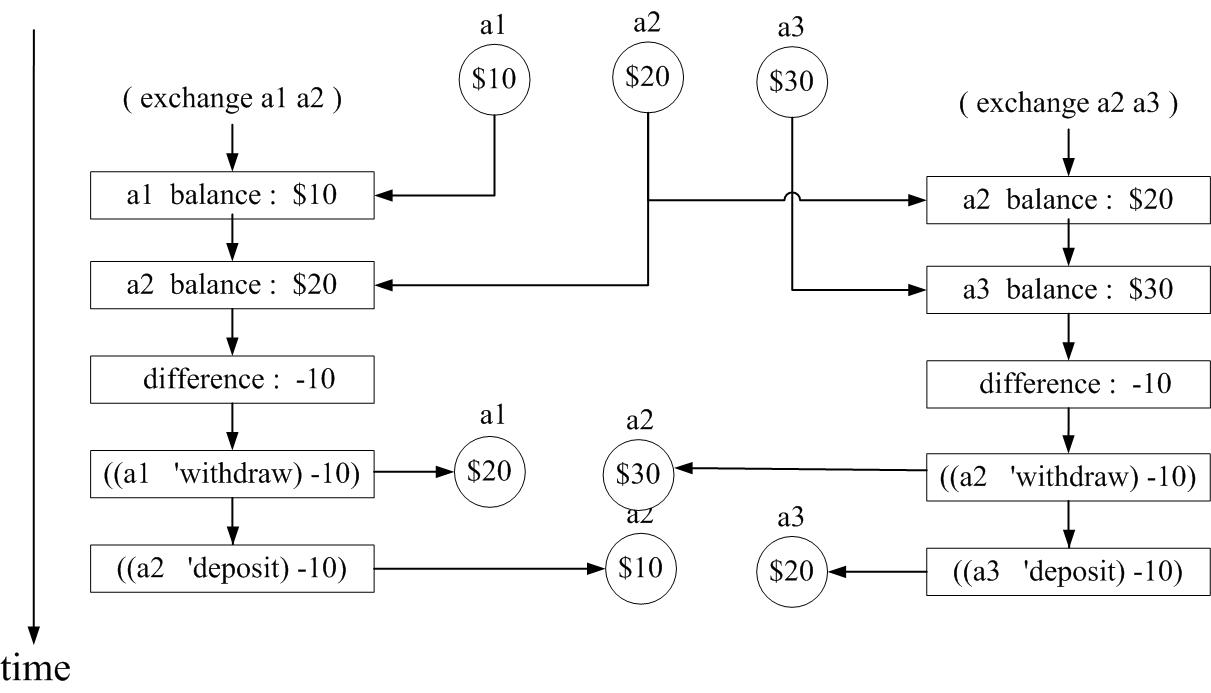 a1
a2
a3
$10
$20
$30
( exchange a1 a2 )
( exchange a2 a3 )
a1 balance : $10
a2 balance : $20
a2 balance : $20
a3 balance : $30
difference : -10
difference : -10
a1
a2
((a1 'withdraw) -10)
$20
$30
((a2 'withdraw) -10)
a2
a3
((a2 'deposit) -10)
$10
$20
((a3 'deposit) -10)
time